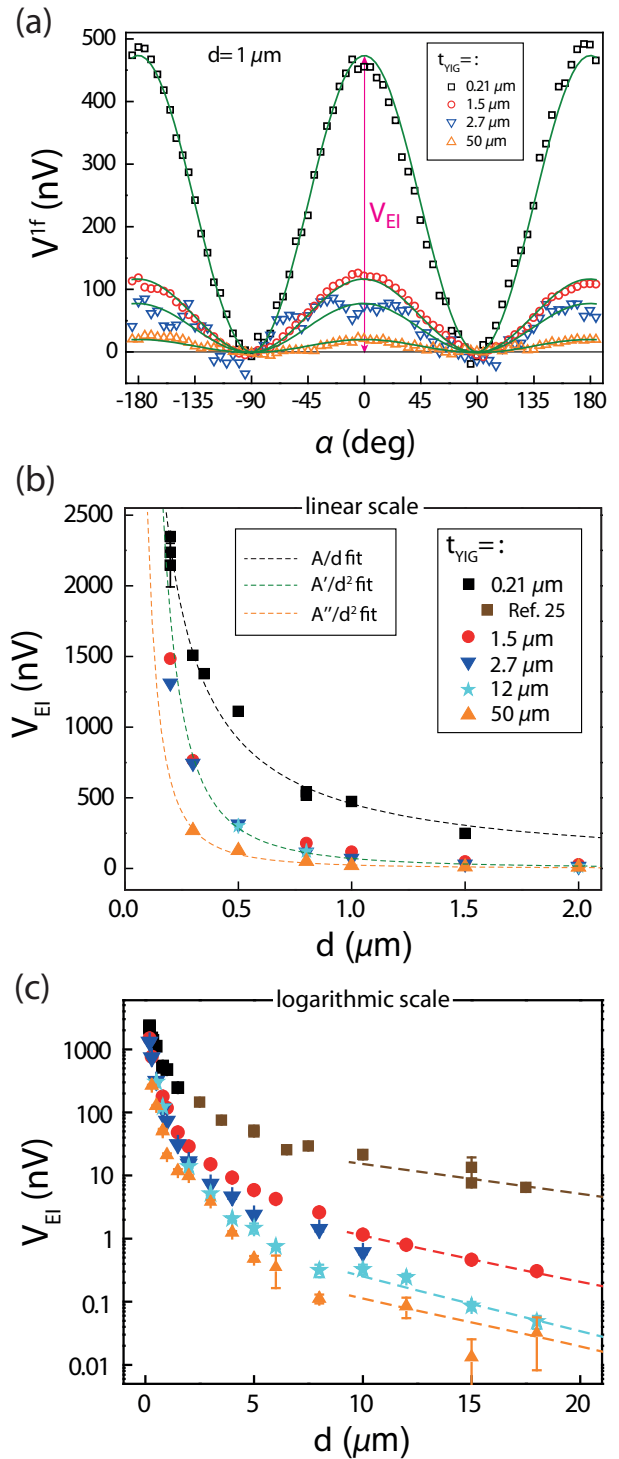 (a)
d= 1 μm
t_YIG = :
0.21 μm
1.5 μm
2.7 μm
50 μm
V_EI
V^1f (nV)
500
400
300
200
100
0
-180 -135 -90 -45 0 45 90 135 180
α (deg)
(b)
linear scale
A/d fit
A'/d² fit
A''/d² fit
t_YIG = :
0.21 μm
Ref. 25
1.5 μm
2.7 μm
12 μm
50 μm
V_EI (nV)
2500
2000
1500
1000
500
0
0.0 0.5 1.0 1.5 2.0
d (μm)
(c)
logarithmic scale
V_EI (nV)
1000
100
10
1
0.1
0.01
0 5 10 15 20
d (μm)